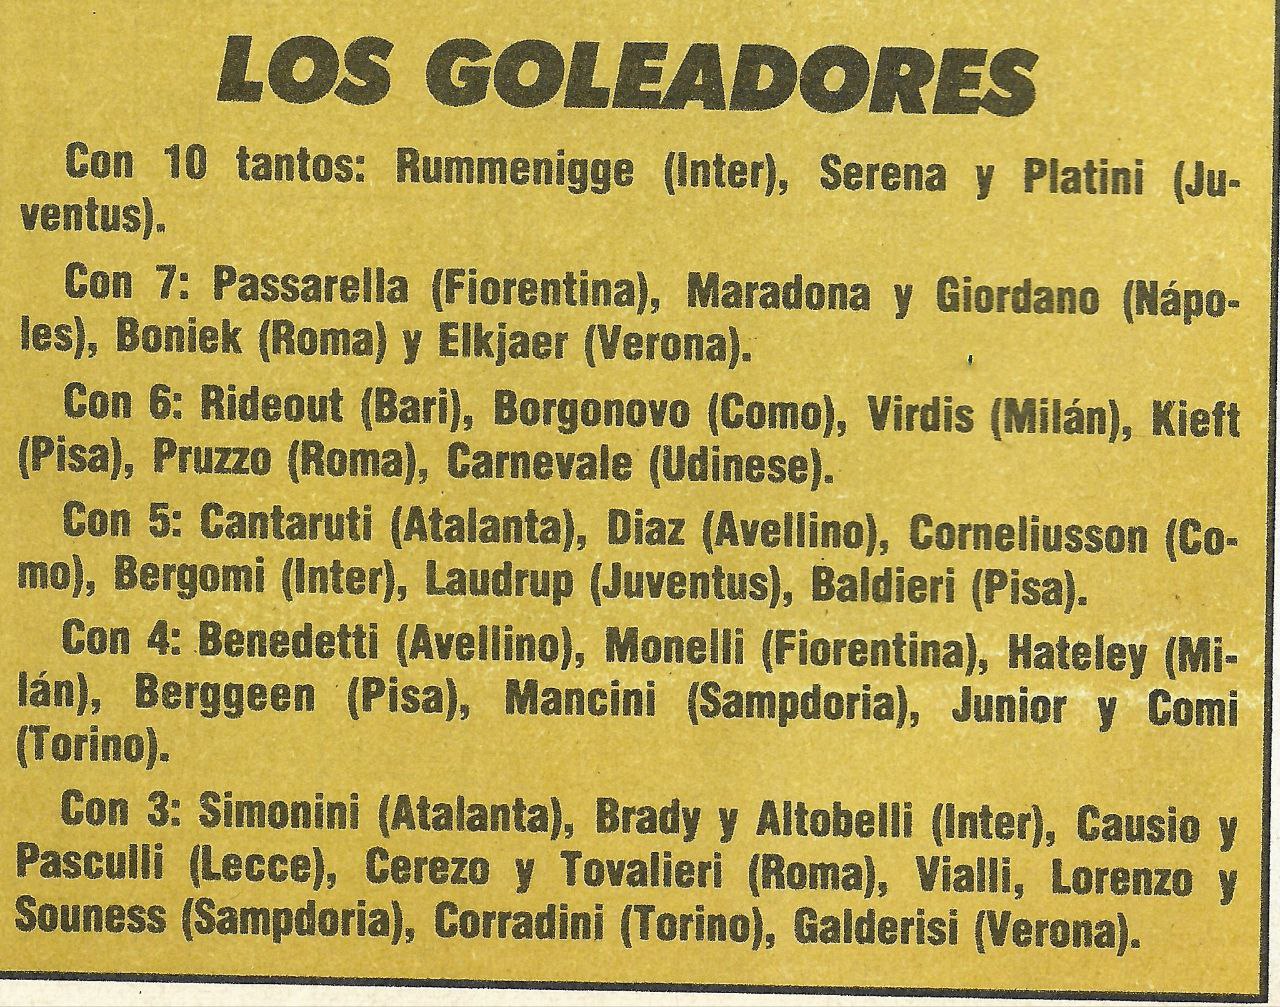 LOS GOLEADORES
Con 10 tantos: Rummenigge (Inter), Serena y Platini (Ju-
ventus).
Con 7: Passarella (Fiorentina), Maradona y Giordano (Nápo-
les), Boniek (Roma) y Elkjaer (Verona).
Con 6: Rideout (Bari), Borgonovo (Como), Virdis (Milán), Kieft
(Pisa), Pruzzo (Roma), Carnevale (Udinese).
Con 5: Cantaruti (Atalanta), Diaz (Avellino), Corneliusson (Co-
mo), Bergomi (Inter), Laudrup (Juventus), Baldieri (Pisa).
Con 4: Benedetti (Avellino), Monelli (Fiorentina), Hateley (Mi-
lán), Berggeen (Pisa), Mancini (Sampdoria), Junior y Comi
(Torino).
Con 3: Simonini (Atalanta), Brady y Altobelli (Inter), Causio y
Pasculli (Lecce), Cerezo y Tovalieri (Roma), Vialli, Lorenzo y
Souness (Sampdoria), Corradini (Torino), Galderisi (Verona).